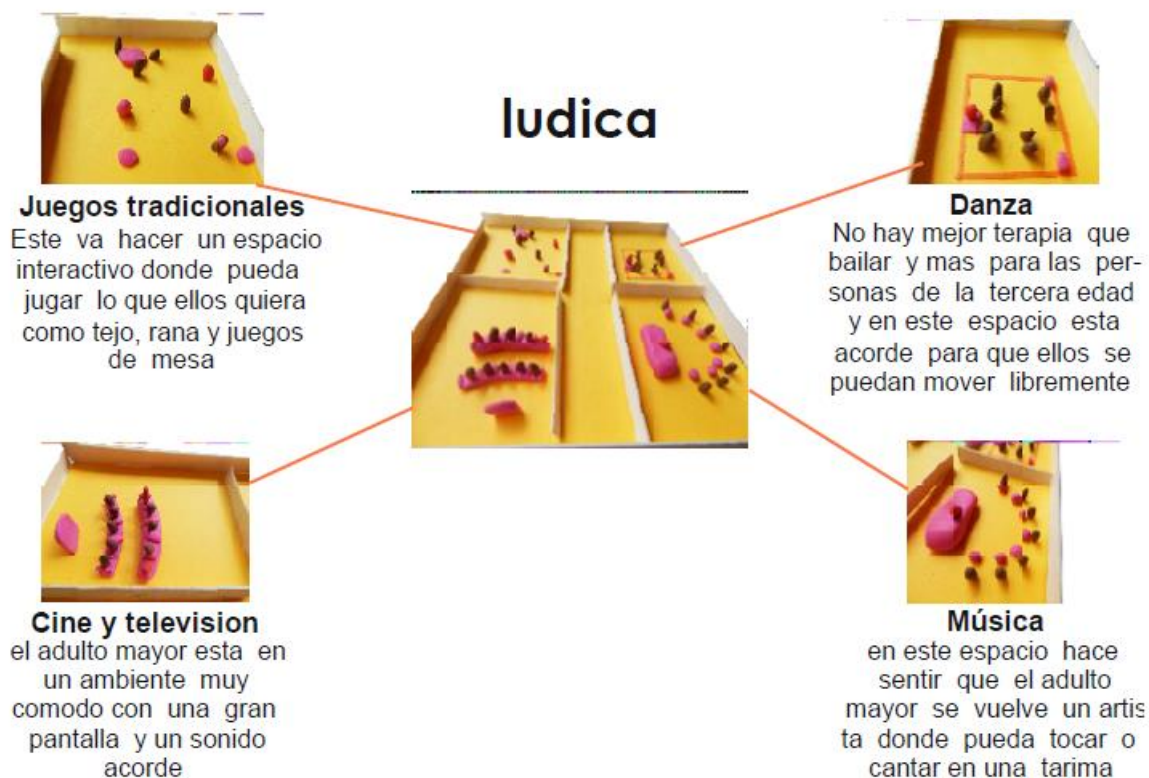 ludica
Juegos tradicionales
Este va hacer un espacio
interactivo donde pueda
jugar lo que ellos quiera
como tejo, rana y juegos
de mesa
Danza
No hay mejor terapia que
bailar y mas para las per-
sonas de la tercera edad
y en este espacio esta
acorde para que ellos se
puedan mover libremente
Cine y television
el adulto mayor esta en
un ambiente muy
comodo con una gran
pantalla y un sonido
acorde
Música
en este espacio hace
sentir que el adulto
mayor se vuelve un artis
ta donde pueda tocar o
cantar en una tarima